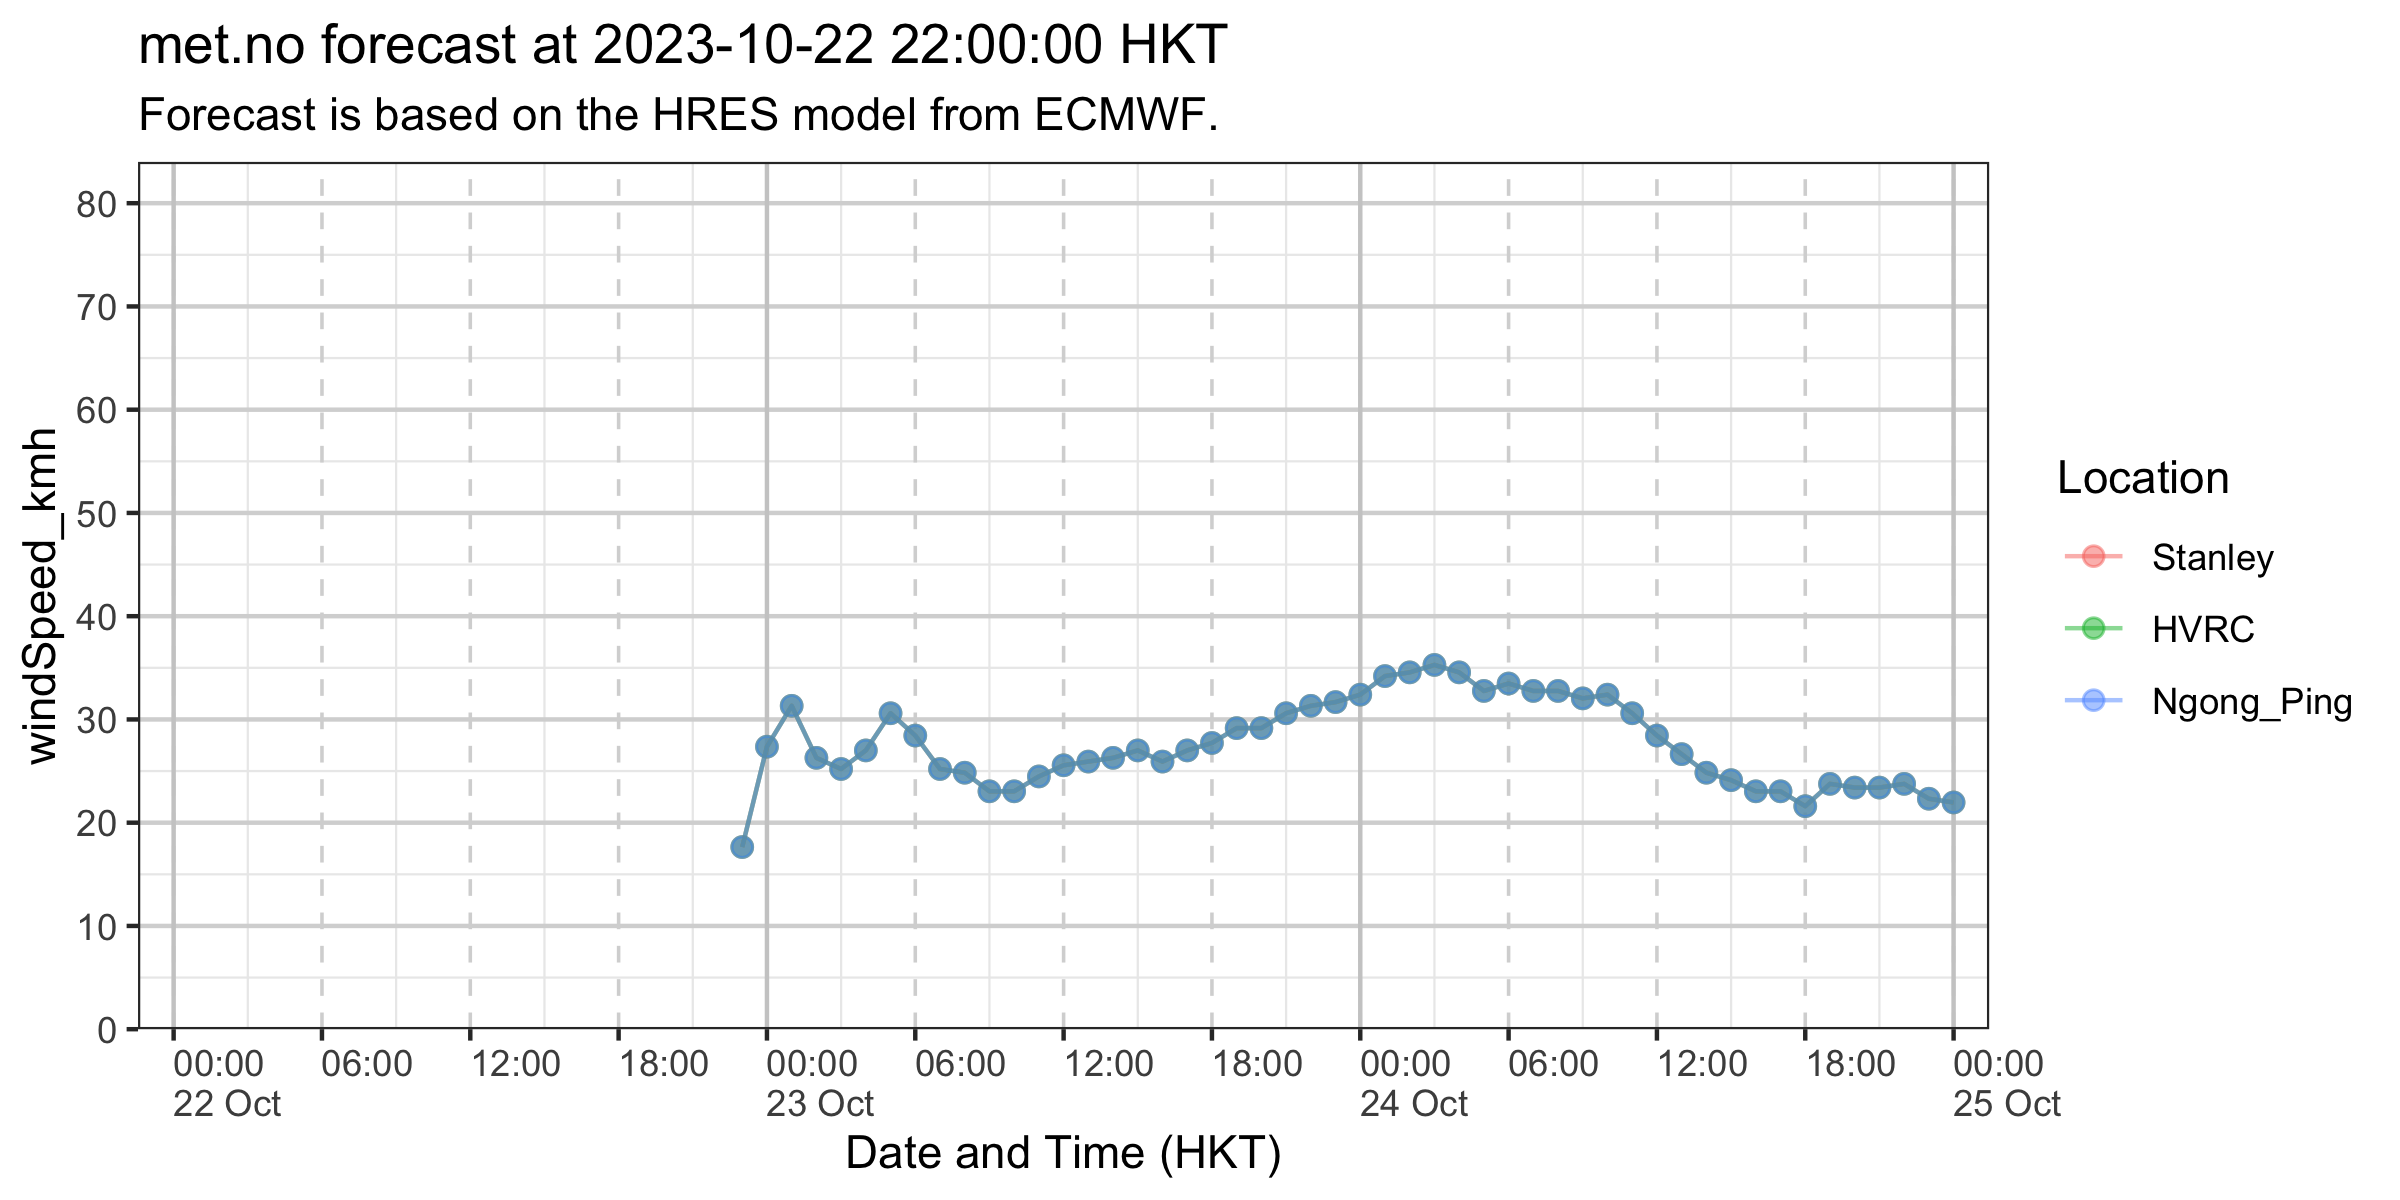 met.no forecast at 2023-10-22 22:00:00 HKT
Forecast is based on the HRES model from ECMWF.
windSpeed_kmh
80
70
60
50
40
30
20
10
0
00:00 06:00 12:00 18:00 00:00 06:00 12:00 18:00 00:00 06:00 12:00 18:00 00:00
22 Oct 23 Oct 24 Oct 25 Oct
Date and Time (HKT)
Location
Stanley
HVRC
Ngong_Ping